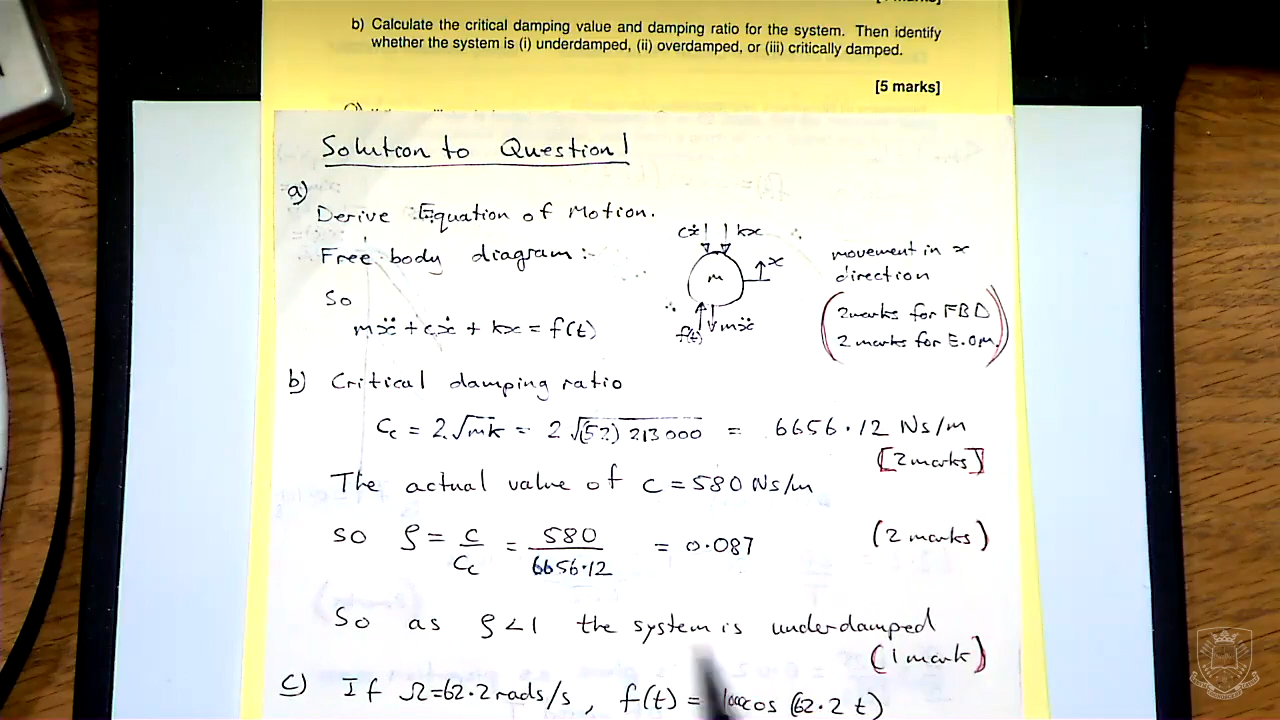 b) Calculate the critical damping value and damping ratio for the system. Then identify
whether the system is (i) underdamped, (ii) overdamped, or (iii) critically damped.
[5 marks]
Solution to Question 1
a)
Derive Equation of Motion.
Free body diagram:-
cẋ kx
m
x
f(t) mẍ
movement in x
direction
(2 marks for FBD
2 marks for E.O.M.)
So
mẍ + cẋ + kx = f(t)
b) Critical damping ratio
Cc = 2√mk = 2√(52) 213000 = 6656.12 Ns/m
[2 marks]
The actual value of c = 580 Ns/m
so ζ = c/Cc = 580/6656.12 = 0.087 (2 marks)
So as ζ < 1 the system is underdamped
(1 mark)
c) If Ω = 62.2 rads/s, f(t) = cos (62.2 t)